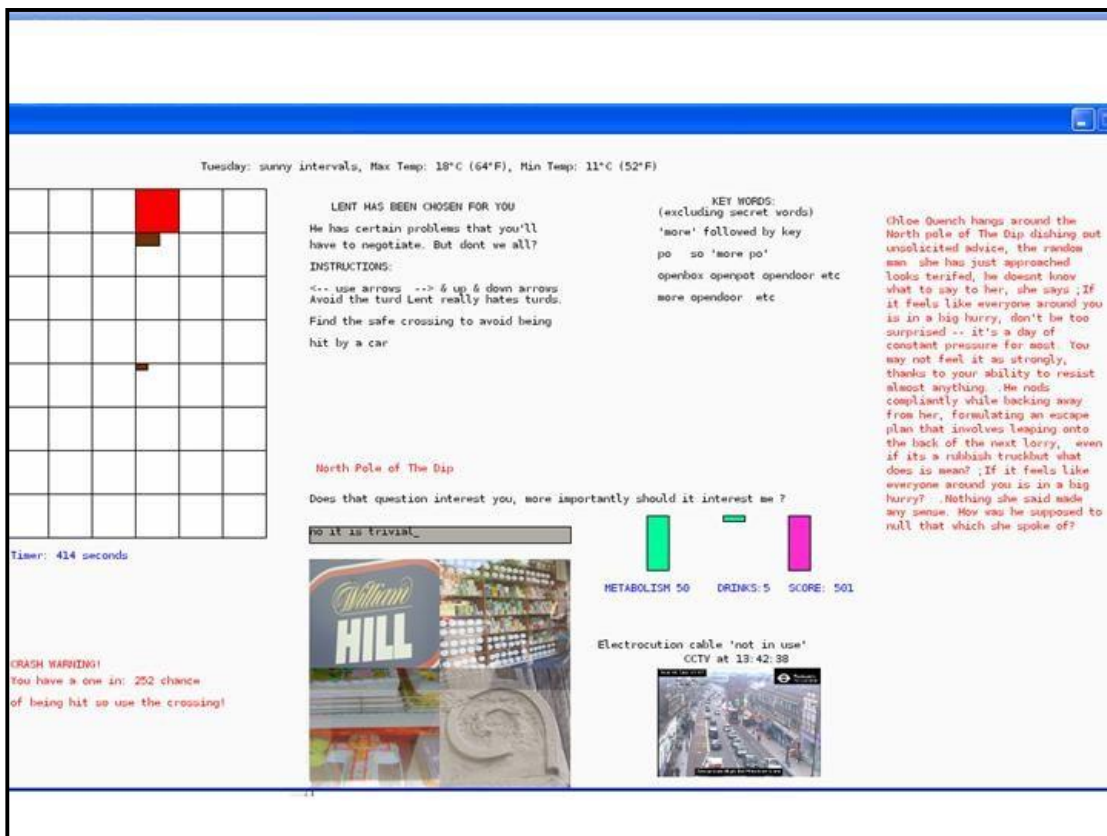 Tuesday: sunny intervals, Max Temp: 18°C (64°F), Min Temp: 11°C (52°F)
LENT HAS BEEN CHOSEN FOR YOU
He has certain problems that you'll
have to negotiate. But dont we all?
INSTRUCTIONS:
<-- use arrows --> & up & down arrows
Avoid the turd Lent really hates turds.
Find the safe crossing to avoid being
hit by a car
KEY WORDS:
(excluding secret words)
'more' followed by key
po so 'more po'
openbox openpot opendoor etc
more opendoor etc
Chloe Quench hangs around the
North pole of The Dip dishing out
unsolicited advice, the random
man she has just approached
looks terifed, he doesnt know
what to say to her, she says ;If
it feels like everyone around you
is in a big hurry, don't be too
surprised -- it's a day of
constant pressure for most. You
may not feel it as strongly,
thanks to your ability to resist
almost anything. .He nods
compliantly while backing away
from her, formulating an escape
plan that involves leaping onto
the back of the next lorry, even
if its a rubbish truckbut what
does is mean? ;If it feels like
everyone around you is in a big
hurry? .Nothing she said made
any sense. How was he supposed to
null that which she spoke of?
North Pole of The Dip
Does that question interest you, more importantly should it interest me ?
no it is trivial_
Timer: 414 seconds
METABOLISM 50 DRINKS:5 SCORE: 501
William
HILL
Electrocution cable 'not in use'
CCTV at 13:42:38
CRASH WARNING!
You have a one in: 252 chance
of being hit so use the crossing!